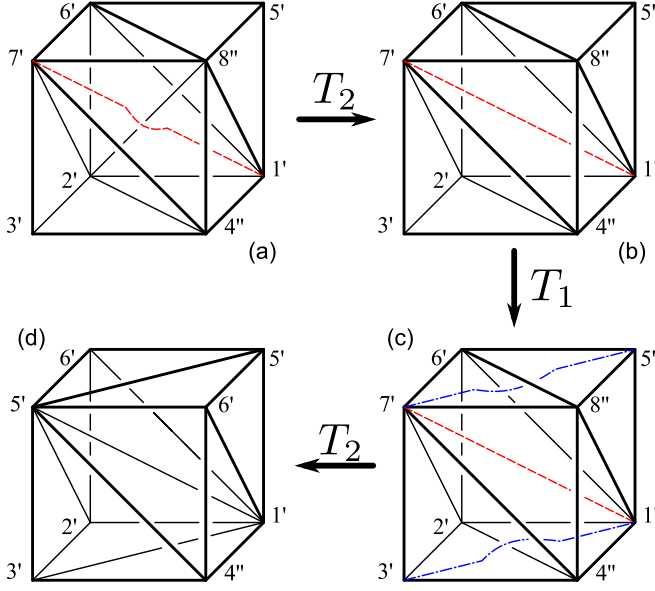 6' 5' 6' 5'
7' 8" T₂ 7' 8"
2' 1' 2' 1'
3' 4" 3' 4"
(a) (b)
T₁
(d) (c)
6' 5' 6' 5'
5' 6' 7' 8"
T₂
2' 1' 2' 1'
3' 4" 3' 4"